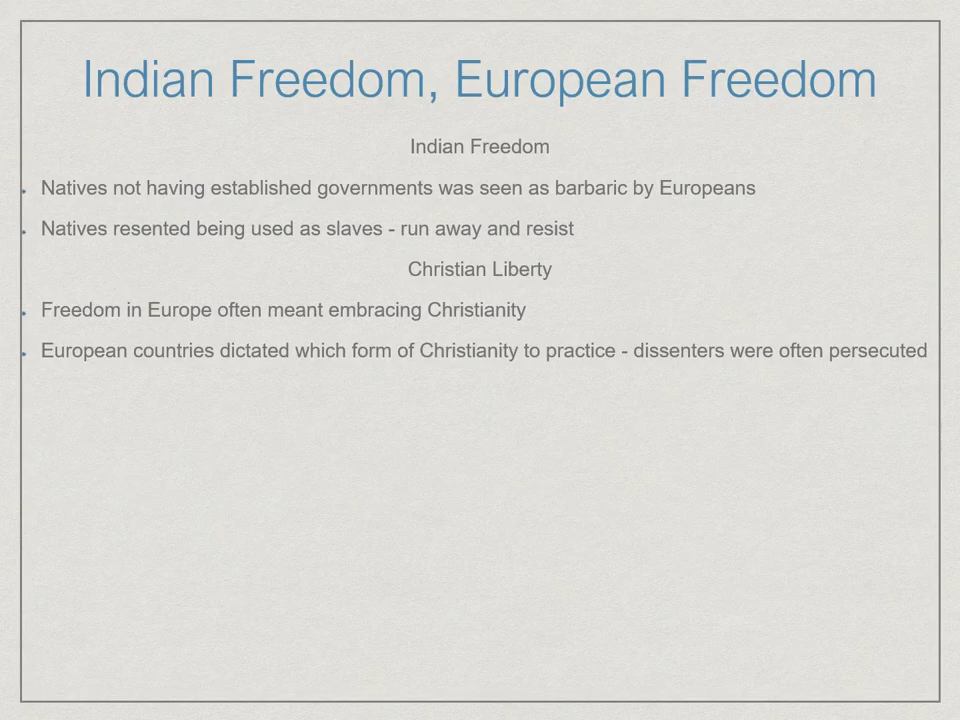 Indian Freedom, European Freedom
Indian Freedom
• Natives not having established governments was seen as barbaric by Europeans
• Natives resented being used as slaves - run away and resist
Christian Liberty
• Freedom in Europe often meant embracing Christianity
• European countries dictated which form of Christianity to practice - dissenters were often persecuted